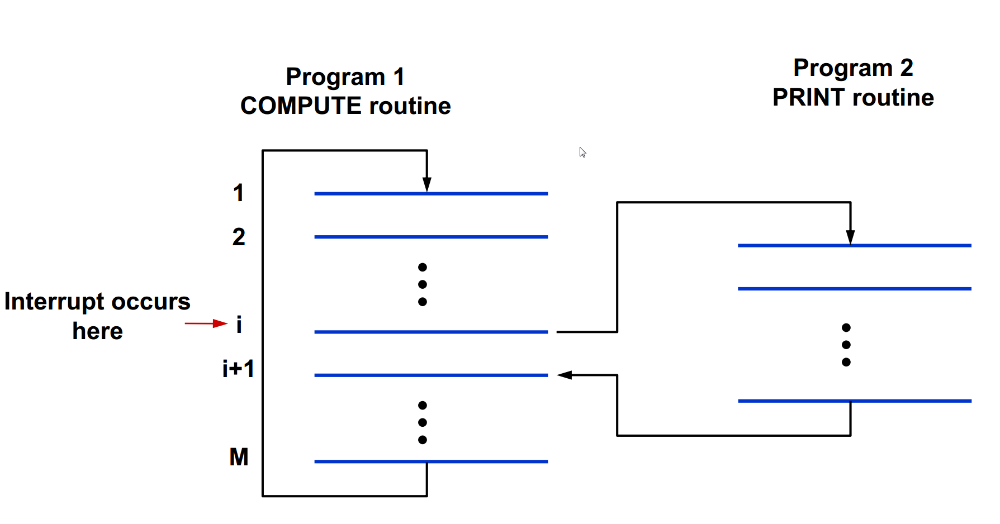 Program 1
COMPUTE routine
Program 2
PRINT routine
1
2
Interrupt occurs
here
i
i+1
M